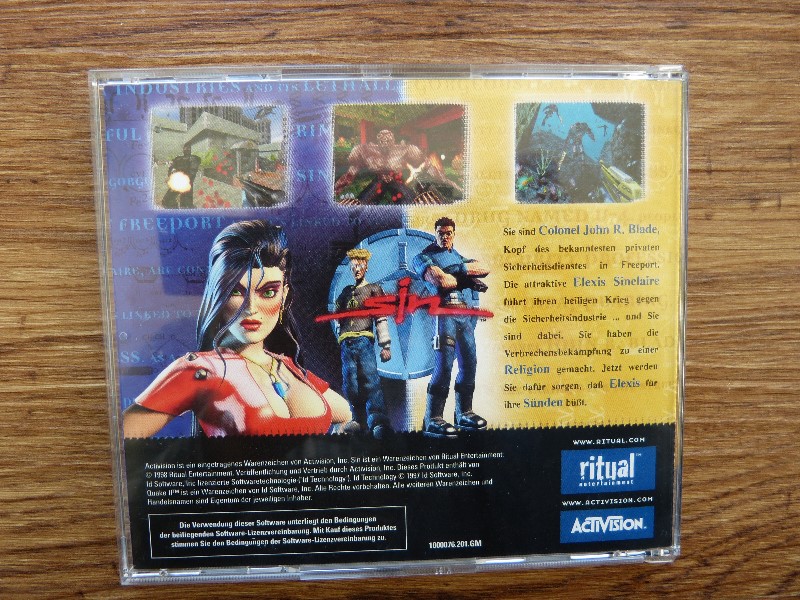 INDUSTRIES AND ITS LETHAL
FREEPORT
sin
Sie sind Colonel John R. Blade,
Kopf des bekanntesten privaten
Sicherheitsdienstes in Freeport.
Die attraktive Elexis Sinclaire
führt ihren heiligen Krieg gegen
die Sicherheitsindustrie ... und Sie
sind dabei. Sie haben die
Verbrechensbekämpfung zu einer
Religion gemacht. Jetzt werden
Sie dafür sorgen, daß Elexis für
ihre Sünden büßt.
Activision ist ein eingetragenes Warenzeichen von Activision, Inc. Sin ist ein Warenzeichen von Ritual Entertainment.
© 1998 Ritual Entertainment. Veröffentlichung und Vertrieb durch Activision, Inc. Dieses Produkt enthält von
Id Software, Inc lizenzierte Softwaretechnologie ('Id Technology'). Id Technology © 1997 Id Software, Inc.
Quake II™ ist ein Warenzeichen von Id Software, Inc. Alle Rechte vorbehalten. Alle weiteren Warenzeichen und
Handelsnamen sind Eigentum der jeweiligen Inhaber.
Die Verwendung dieser Software unterliegt den Bedingungen
der beiliegenden Software-Lizenzvereinbarung. Mit Kauf dieses Produktes
stimmen Sie den Bedingungen der Software-Lizenzvereinbarung zu.
1000076.201.GM
WWW.RITUAL.COM
ritual
entertainment
WWW.ACTIVISION.COM
ACTIVISION.